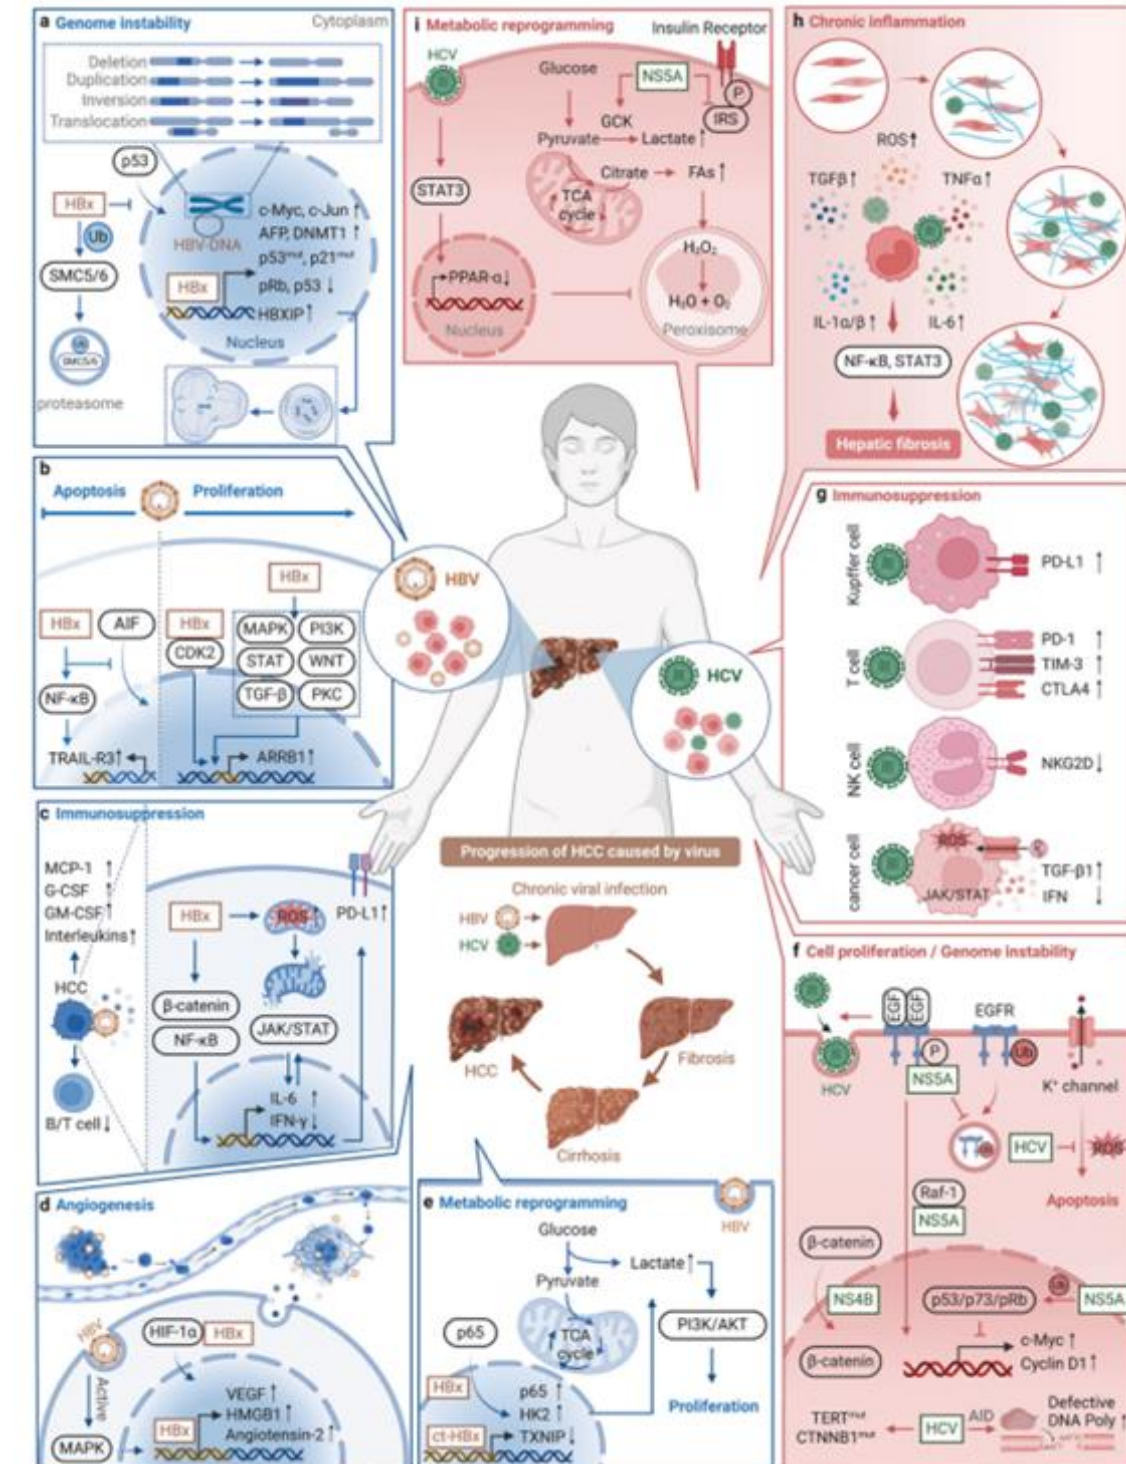 a Genome instability
Cytoplasm
Deletion
Duplication
Inversion
Translocation
p53
HBx
Ub
SMC5/6
Ub
SMC5/6
proteasome
HBV-DNA
c-Myc, c-Jun ↑
AFP, DNMT1 ↑
p53mut, p21mut
pRb, p53 ↓
HBx
HBXIP ↑
Nucleus
b
Apoptosis
Proliferation
HBx
HBx
AIF
HBx
CDK2
MAPK
PI3K
STAT
WNT
TGF-β
PKC
NF-κB
TRAIL-R3↑
ARRB1↑
c Immunosuppression
MCP-1 ↑
G-CSF ↑
GM-CSF ↑
Interleukins ↑
HCC
B/T cell ↓
HBx
ROS ↑
PD-L1 ↑
β-catenin
NF-κB
JAK/STAT
IL-6 ↑
IFN-γ ↓
d Angiogenesis
HBV
HIF-1α
HBx
Active
MAPK
VEGF ↑
HMGB1 ↑
Angiotensin-2 ↑
HBx
i Metabolic reprogramming
Insulin Receptor
HCV
Glucose
NS5A
P
IRS
GCK
Pyruvate
Lactate ↑
STAT3
Citrate
FAs ↑
TCA
cycle
H₂O₂
PPAR-α↓
H₂O + O₂
Nucleus
Peroxisome
HBV
HCV
Progression of HCC caused by virus
Chronic viral infection
HBV
HCV
Fibrosis
HCC
Cirrhosis
e Metabolic reprogramming
HBV
Glucose
Lactate ↑
Pyruvate
TCA
cycle
p65
PI3K/AKT
HBx
p65 ↑
HK2 ↑
ct-HBx
TXNIP ↓
Proliferation
h Chronic inflammation
ROS↑
TGFβ↑
TNFα↑
IL-1α/β↑
IL-6↑
NF-κB, STAT3
Hepatic fibrosis
g Immunosuppression
Kupffer cell
PD-L1 ↑
T cell
PD-1 ↑
TIM-3 ↑
CTLA4 ↑
NK cell
NKG2D↓
cancer cell
ROS
JAK/STAT
TGF-β1↑
IFN ↓
f Cell proliferation / Genome instability
EGF
EGF
EGFR
P
Ub
HCV
NS5A
K⁺ channel
HCV
ROS
Raf-1
NS5A
Apoptosis
β-catenin
NS4B
p53/p73/pRb
Ub
NS5A
c-Myc ↑
Cyclin D1↑
β-catenin
TERTmut
CTNNB1mut
HCV
AID
Defective
DNA Poly ↑